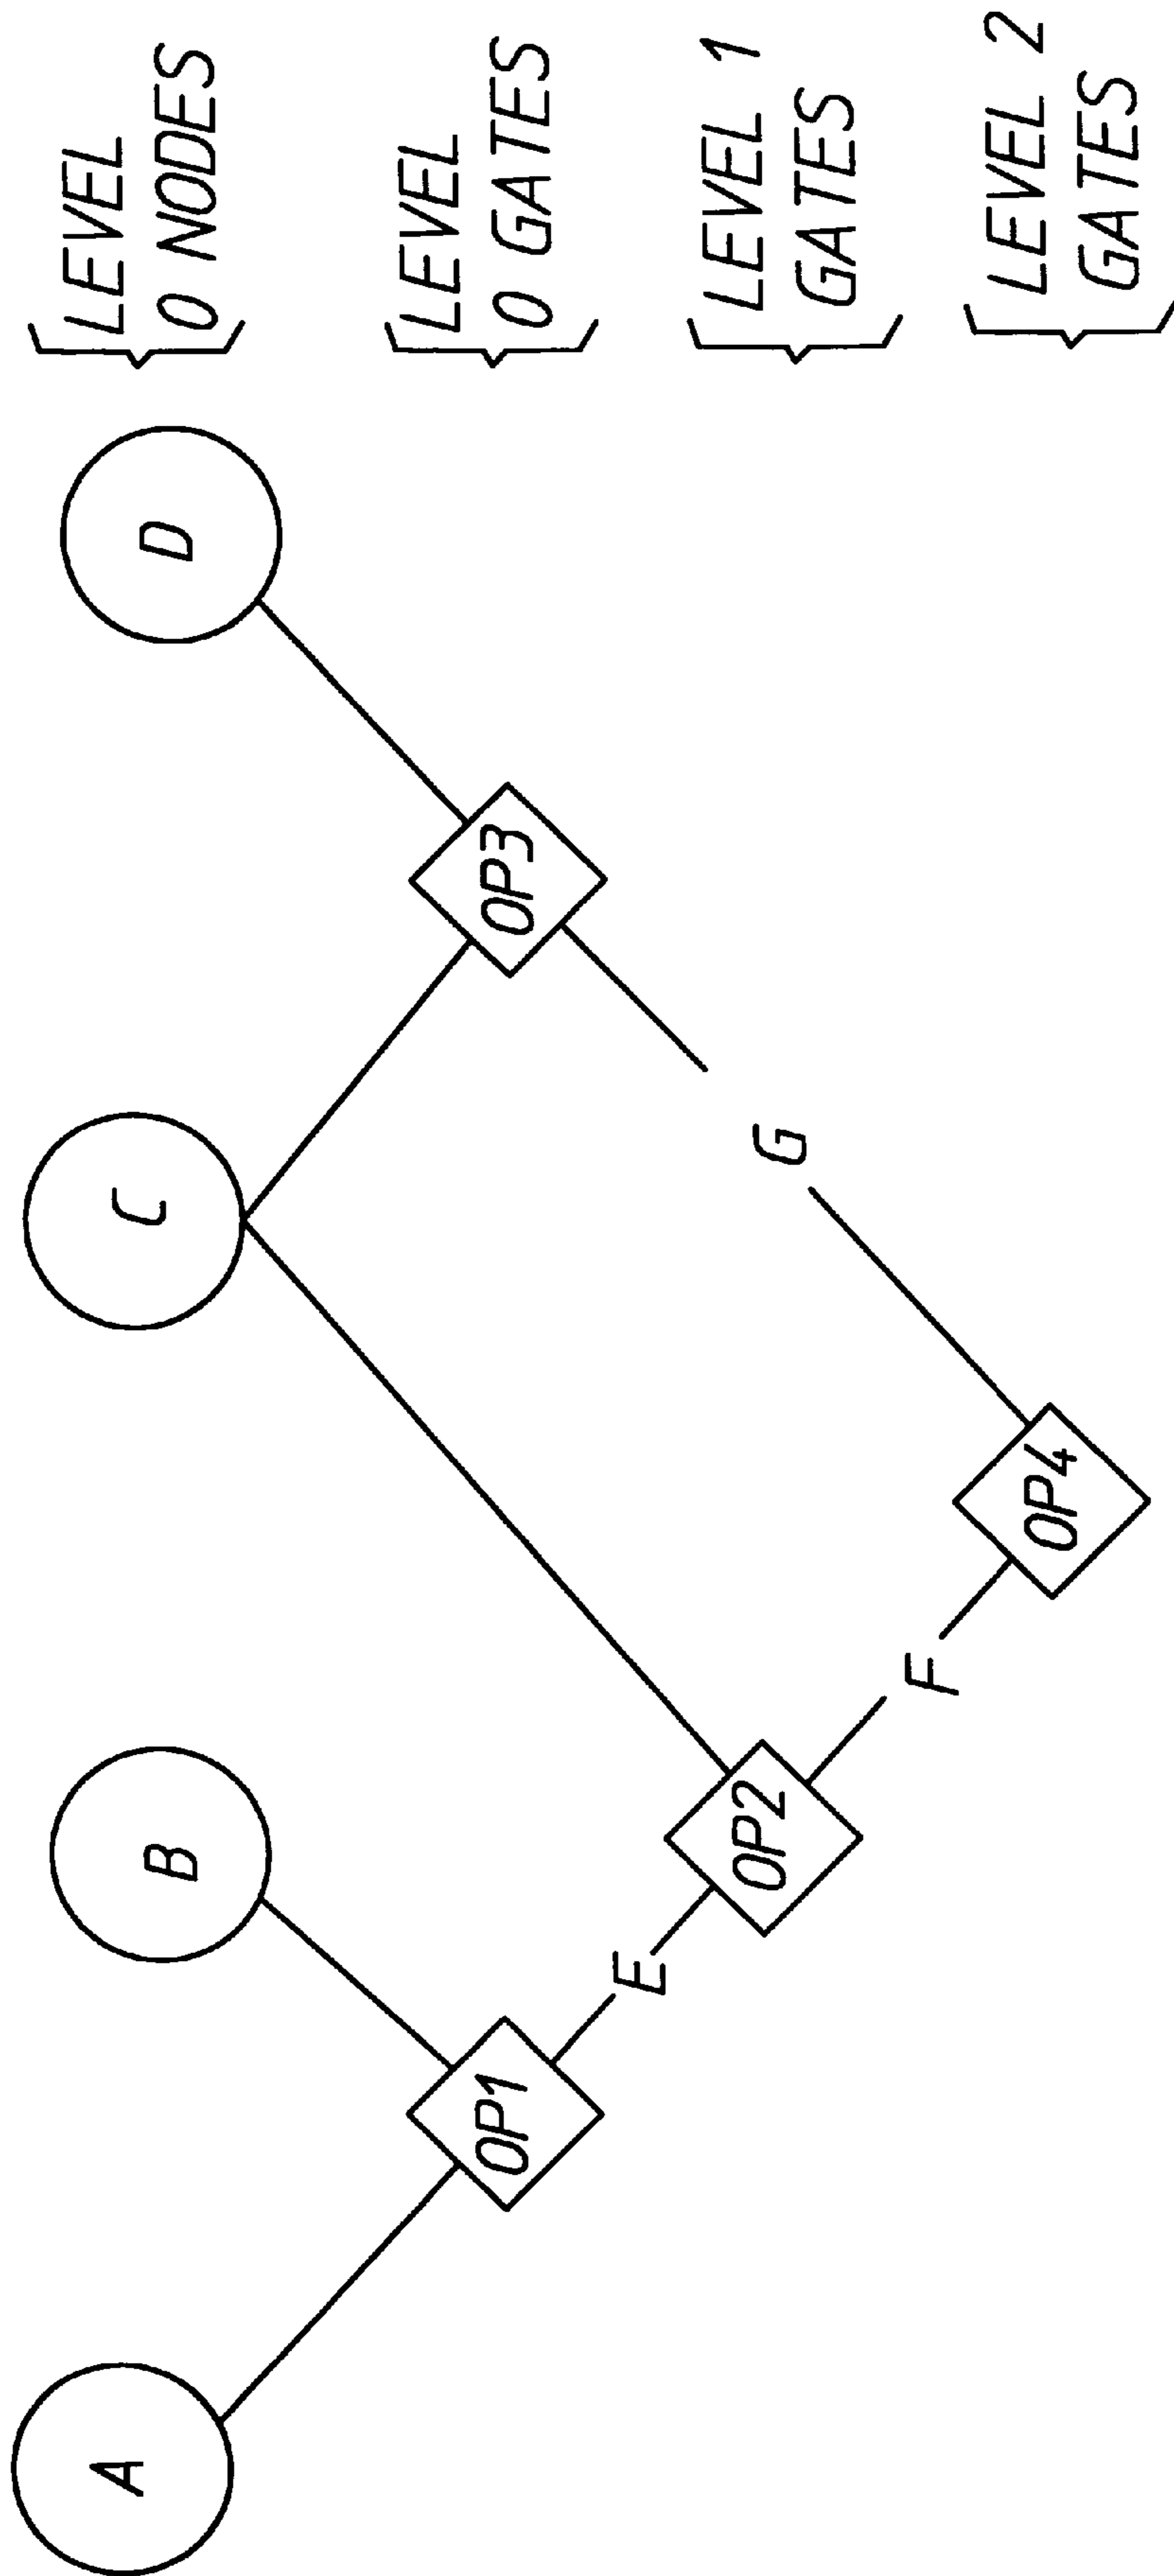 A
B
C
D
LEVEL
0 NODES
OP1
OP3
LEVEL
0 GATES
E
OP2
G
LEVEL 1
GATES
F
OP4
LEVEL 2
GATES